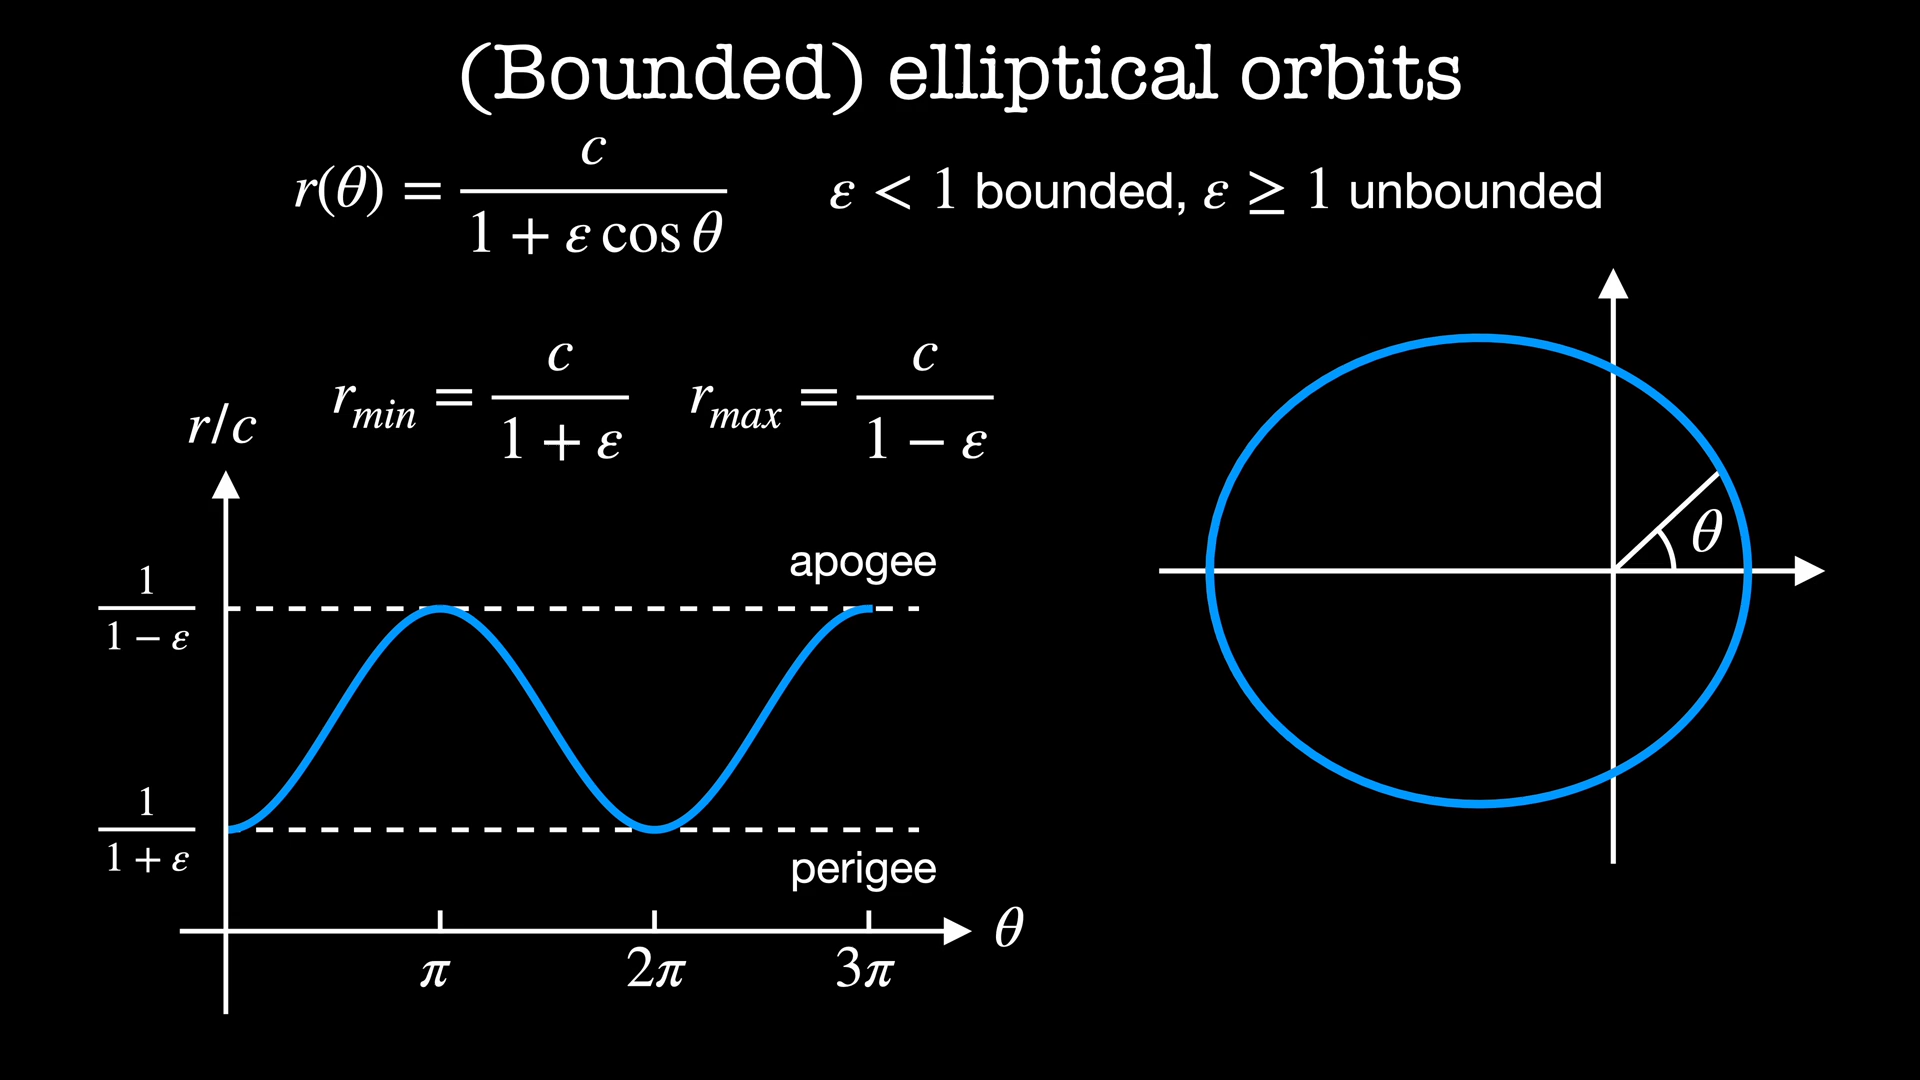 (Bounded) elliptical orbits
r(θ) = c / (1 + ε cos θ)
ε < 1 bounded, ε ≥ 1 unbounded
r_min = c / (1 + ε)
r_max = c / (1 − ε)
r/c
apogee
1 / (1 − ε)
1 / (1 + ε)
perigee
θ
π
2π
3π
θ